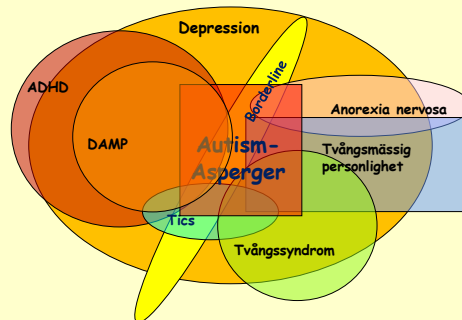 Depression
ADHD
Borderline
Anorexia nervosa
DAMP
Autism-
Asperger
Tvångsmässig
personlighet
Tics
Tvångssyndrom